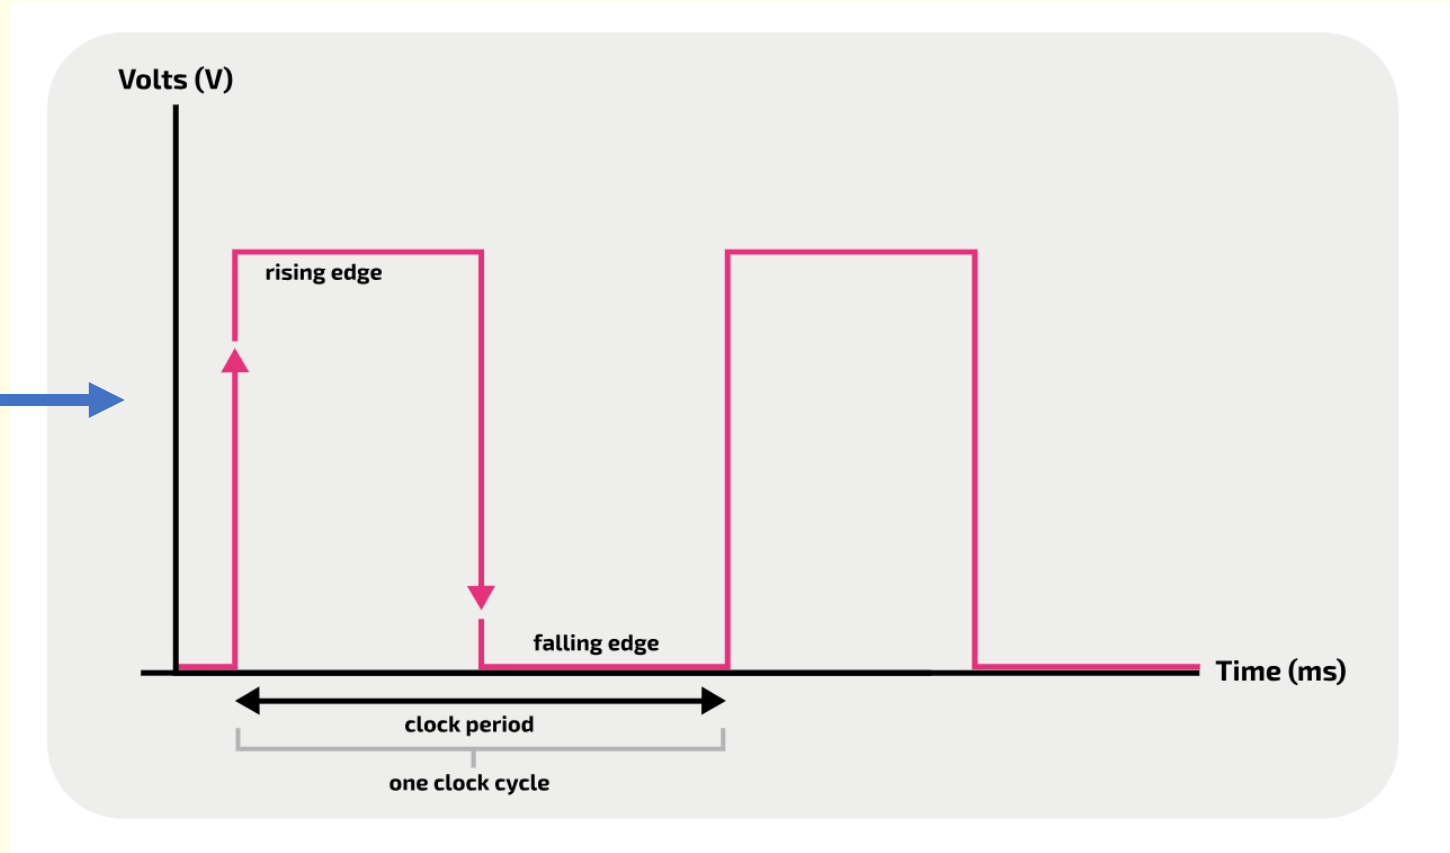 Volts (V)
rising edge
falling edge
Time (ms)
clock period
one clock cycle